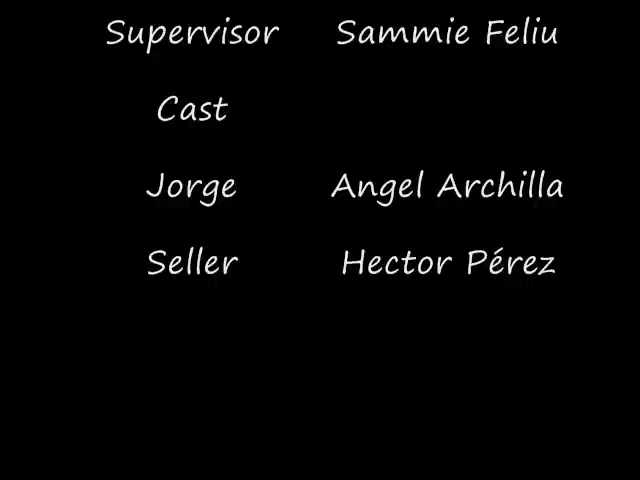 Supervisor Sammie Feliu
Cast
Jorge Angel Archilla
Seller Hector Pérez